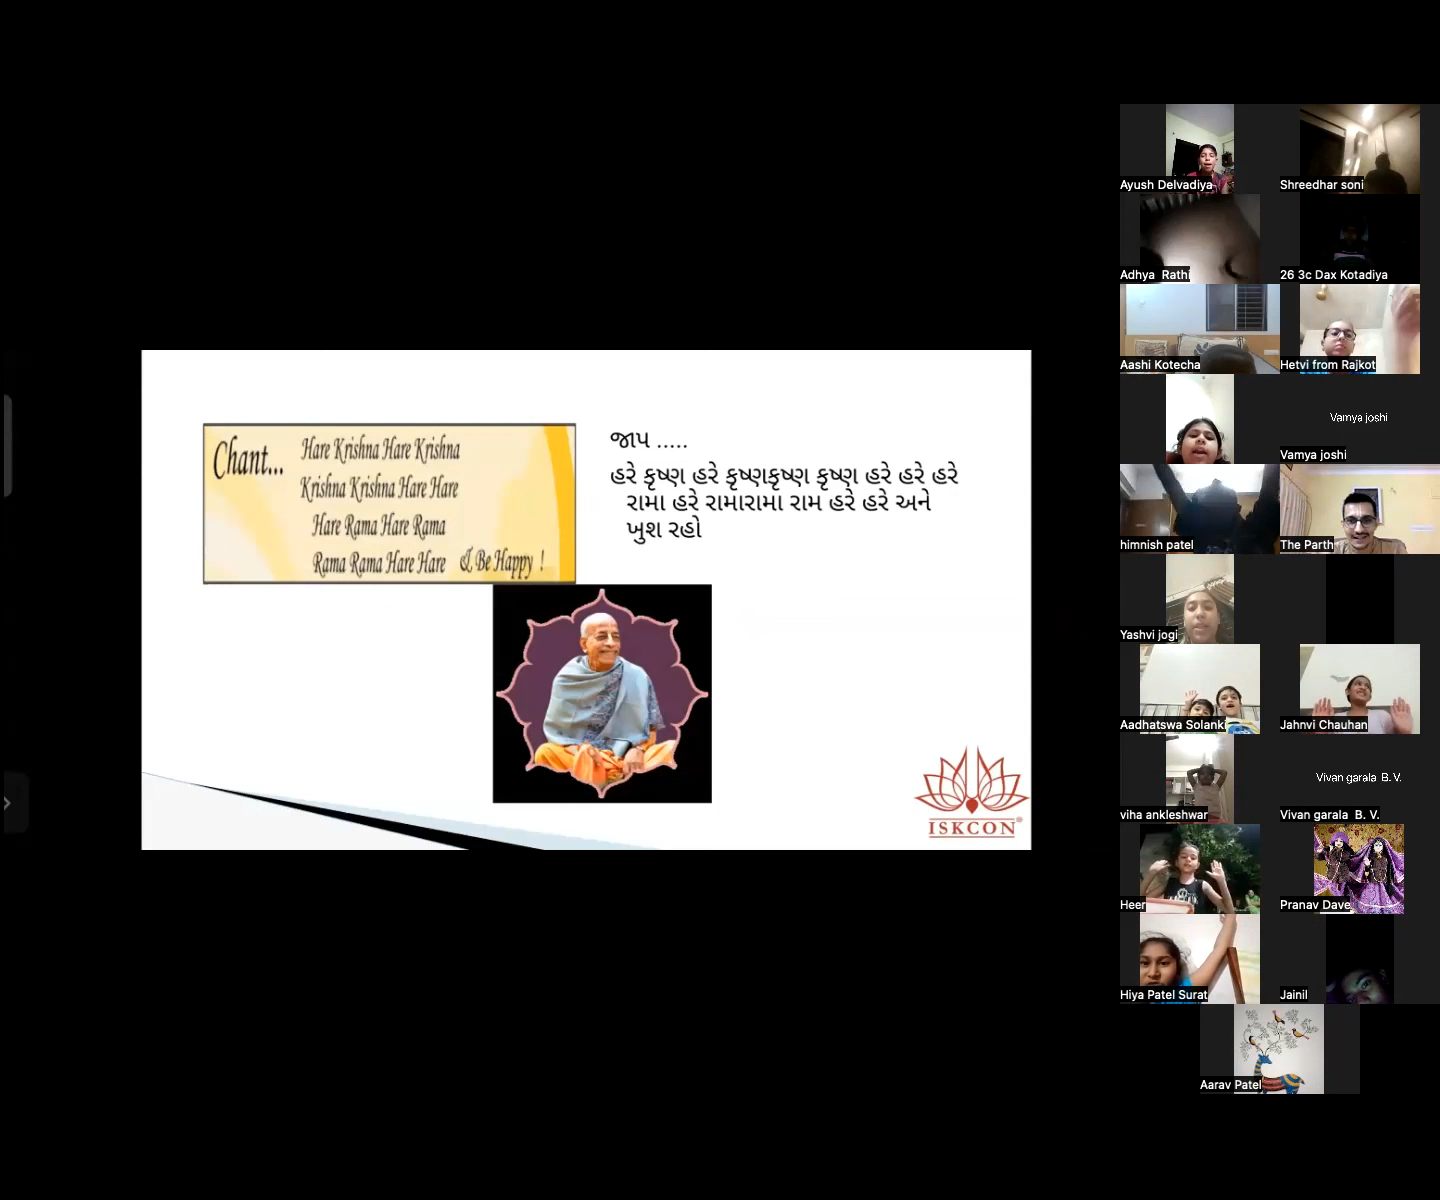 Chant...
Hare Krishna Hare Krishna
Krishna Krishna Hare Hare
Hare Rama Hare Rama
Rama Rama Hare Hare & Be Happy !
જાપ .....
હરે કૃષ્ણ હરે કૃષ્ણકૃષ્ણ કૃષ્ણ હરે હરે હરે
રામા હરે રામારામા રામ હરે હરે અને
ખુશ રહો
ISKCON®
Ayush Delvadiya
Shreedhar soni
Adhya Rathi
26 3c Dax Kotadiya
Aashi Kotecha
Hetvi from Rajkot
Vamya joshi
Vamya joshi
himnish patel
The Parth
Yashvi jogi
Aadhatswa Solanki
Jahnvi Chauhan
viha ankleshwar
Vivan garala B. V.
Vivan garala B. V.
Heer
Pranav Dave
Hiya Patel Surat
Jainil
Aarav Patel